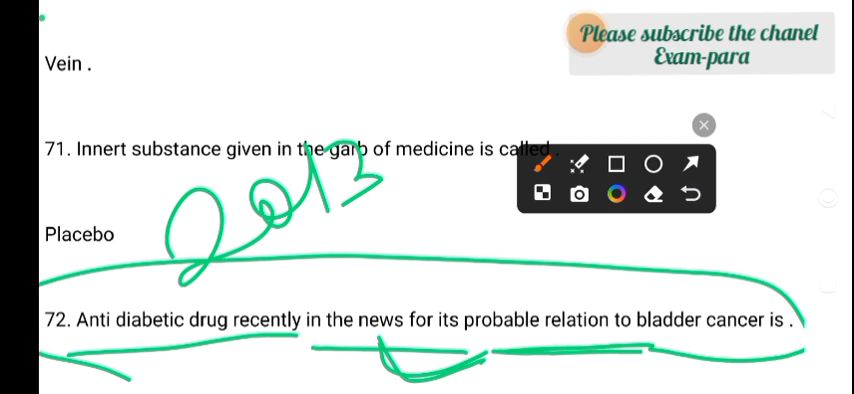 Please subscribe the chanel
Exam-para
Vein .
71. Innert substance given in the garb of medicine is called .
2013
Placebo
72. Anti diabetic drug recently in the news for its probable relation to bladder cancer is .